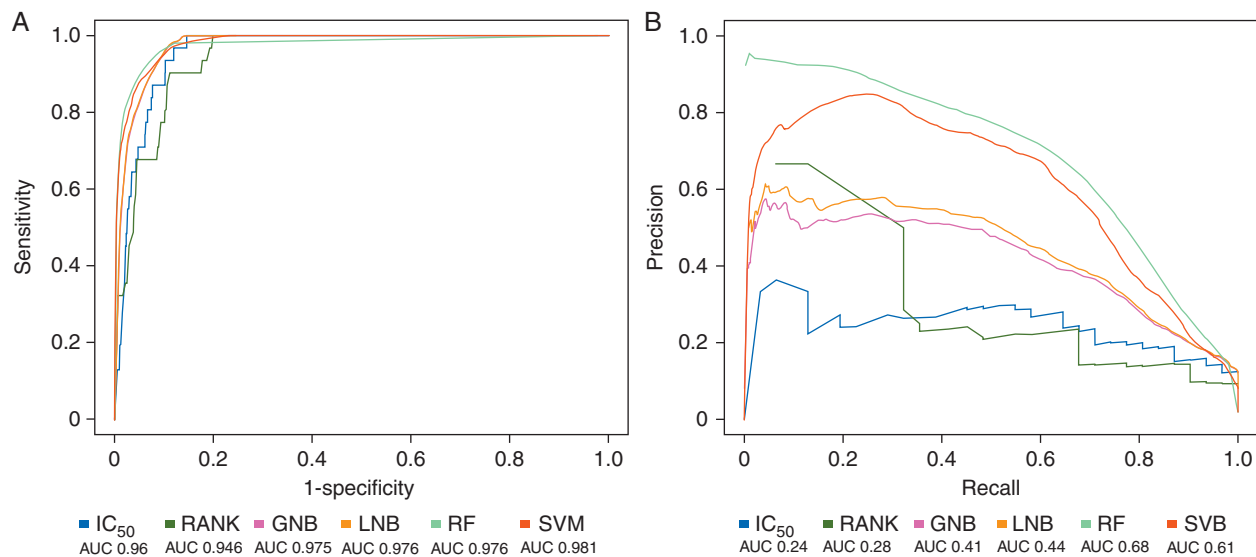 A
B
1.0
0.8
0.6
0.4
0.2
0
Sensitivity
0
0.2
0.4
0.6
0.8
1.0
1-specificity
IC50 RANK GNB LNB RF SVM
AUC 0.96 AUC 0.946 AUC 0.975 AUC 0.976 AUC 0.976 AUC 0.981
1.0
0.8
0.6
0.4
0.2
0
Precision
0
0.2
0.4
0.6
0.8
1.0
Recall
IC50 RANK GNB LNB RF SVB
AUC 0.24 AUC 0.28 AUC 0.41 AUC 0.44 AUC 0.68 AUC 0.61